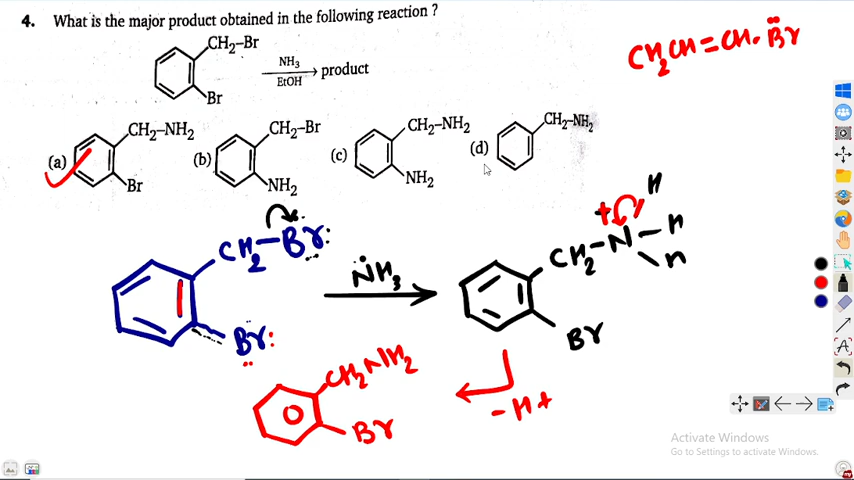 4. What is the major product obtained in the following reaction ?
CH2–Br
Br
NH3
EtOH
product
CH2CH=CH-Br
(a) CH2–NH2
Br
(b) CH2–Br
NH2
(c) CH2–NH2
NH2
(d) CH2–NH2
CH2–Br:
Br:
NH3
CH2–N–H
+
H
H
Br
-H+
CH2NH2
Br
Activate Windows
Go to Settings to activate Windows.